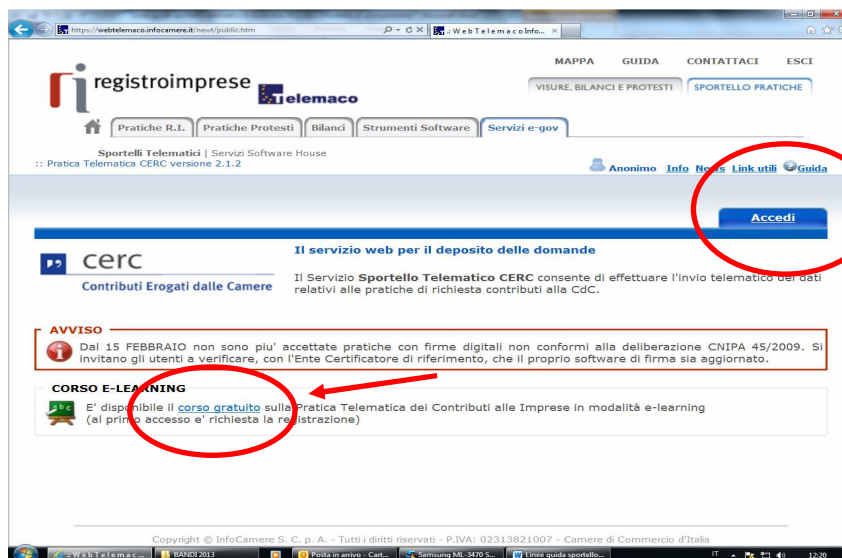 https://webtelemaco.infocamere.it/newt/public.htm
.:WebTelemacoInfo...
MAPPA GUIDA CONTATTACI ESCI
registroimprese
Telemaco
VISURE, BILANCI E PROTESTI SPORTELLO PRATICHE
Pratiche R.I. Pratiche Protesti Bilanci Strumenti Software Servizi e-gov
Sportelli Telematici | Servizi Software House
:: Pratica Telematica CERC versione 2.1.2
Anonimo Info News Link utili Guida
Accedi
cerc
Contributi Erogati dalle Camere
Il servizio web per il deposito delle domande
Il Servizio Sportello Telematico CERC consente di effettuare l'invio telematico dei dati
relativi alle pratiche di richiesta contributi alla CdC.
AVVISO
Dal 15 FEBBRAIO non sono piu' accettate pratiche con firme digitali non conformi alla deliberazione CNIPA 45/2009. Si
invitano gli utenti a verificare, con l'Ente Certificatore di riferimento, che il proprio software di firma sia aggiornato.
CORSO E-LEARNING
abc
E' disponibile il corso gratuito sulla Pratica Telematica dei Contributi alle Imprese in modalità e-learning
(al primo accesso e' richiesta la registrazione)
Copyright © InfoCamere S. C. p. A. - Tutti i diritti riservati - P.IVA: 02313821007 - Camere di Commercio d'Italia
.::WebTelemac... BANDI 2013 Posta in arrivo - Cart... Samsung ML-3470 S... Linee guida sportello... IT 12:20